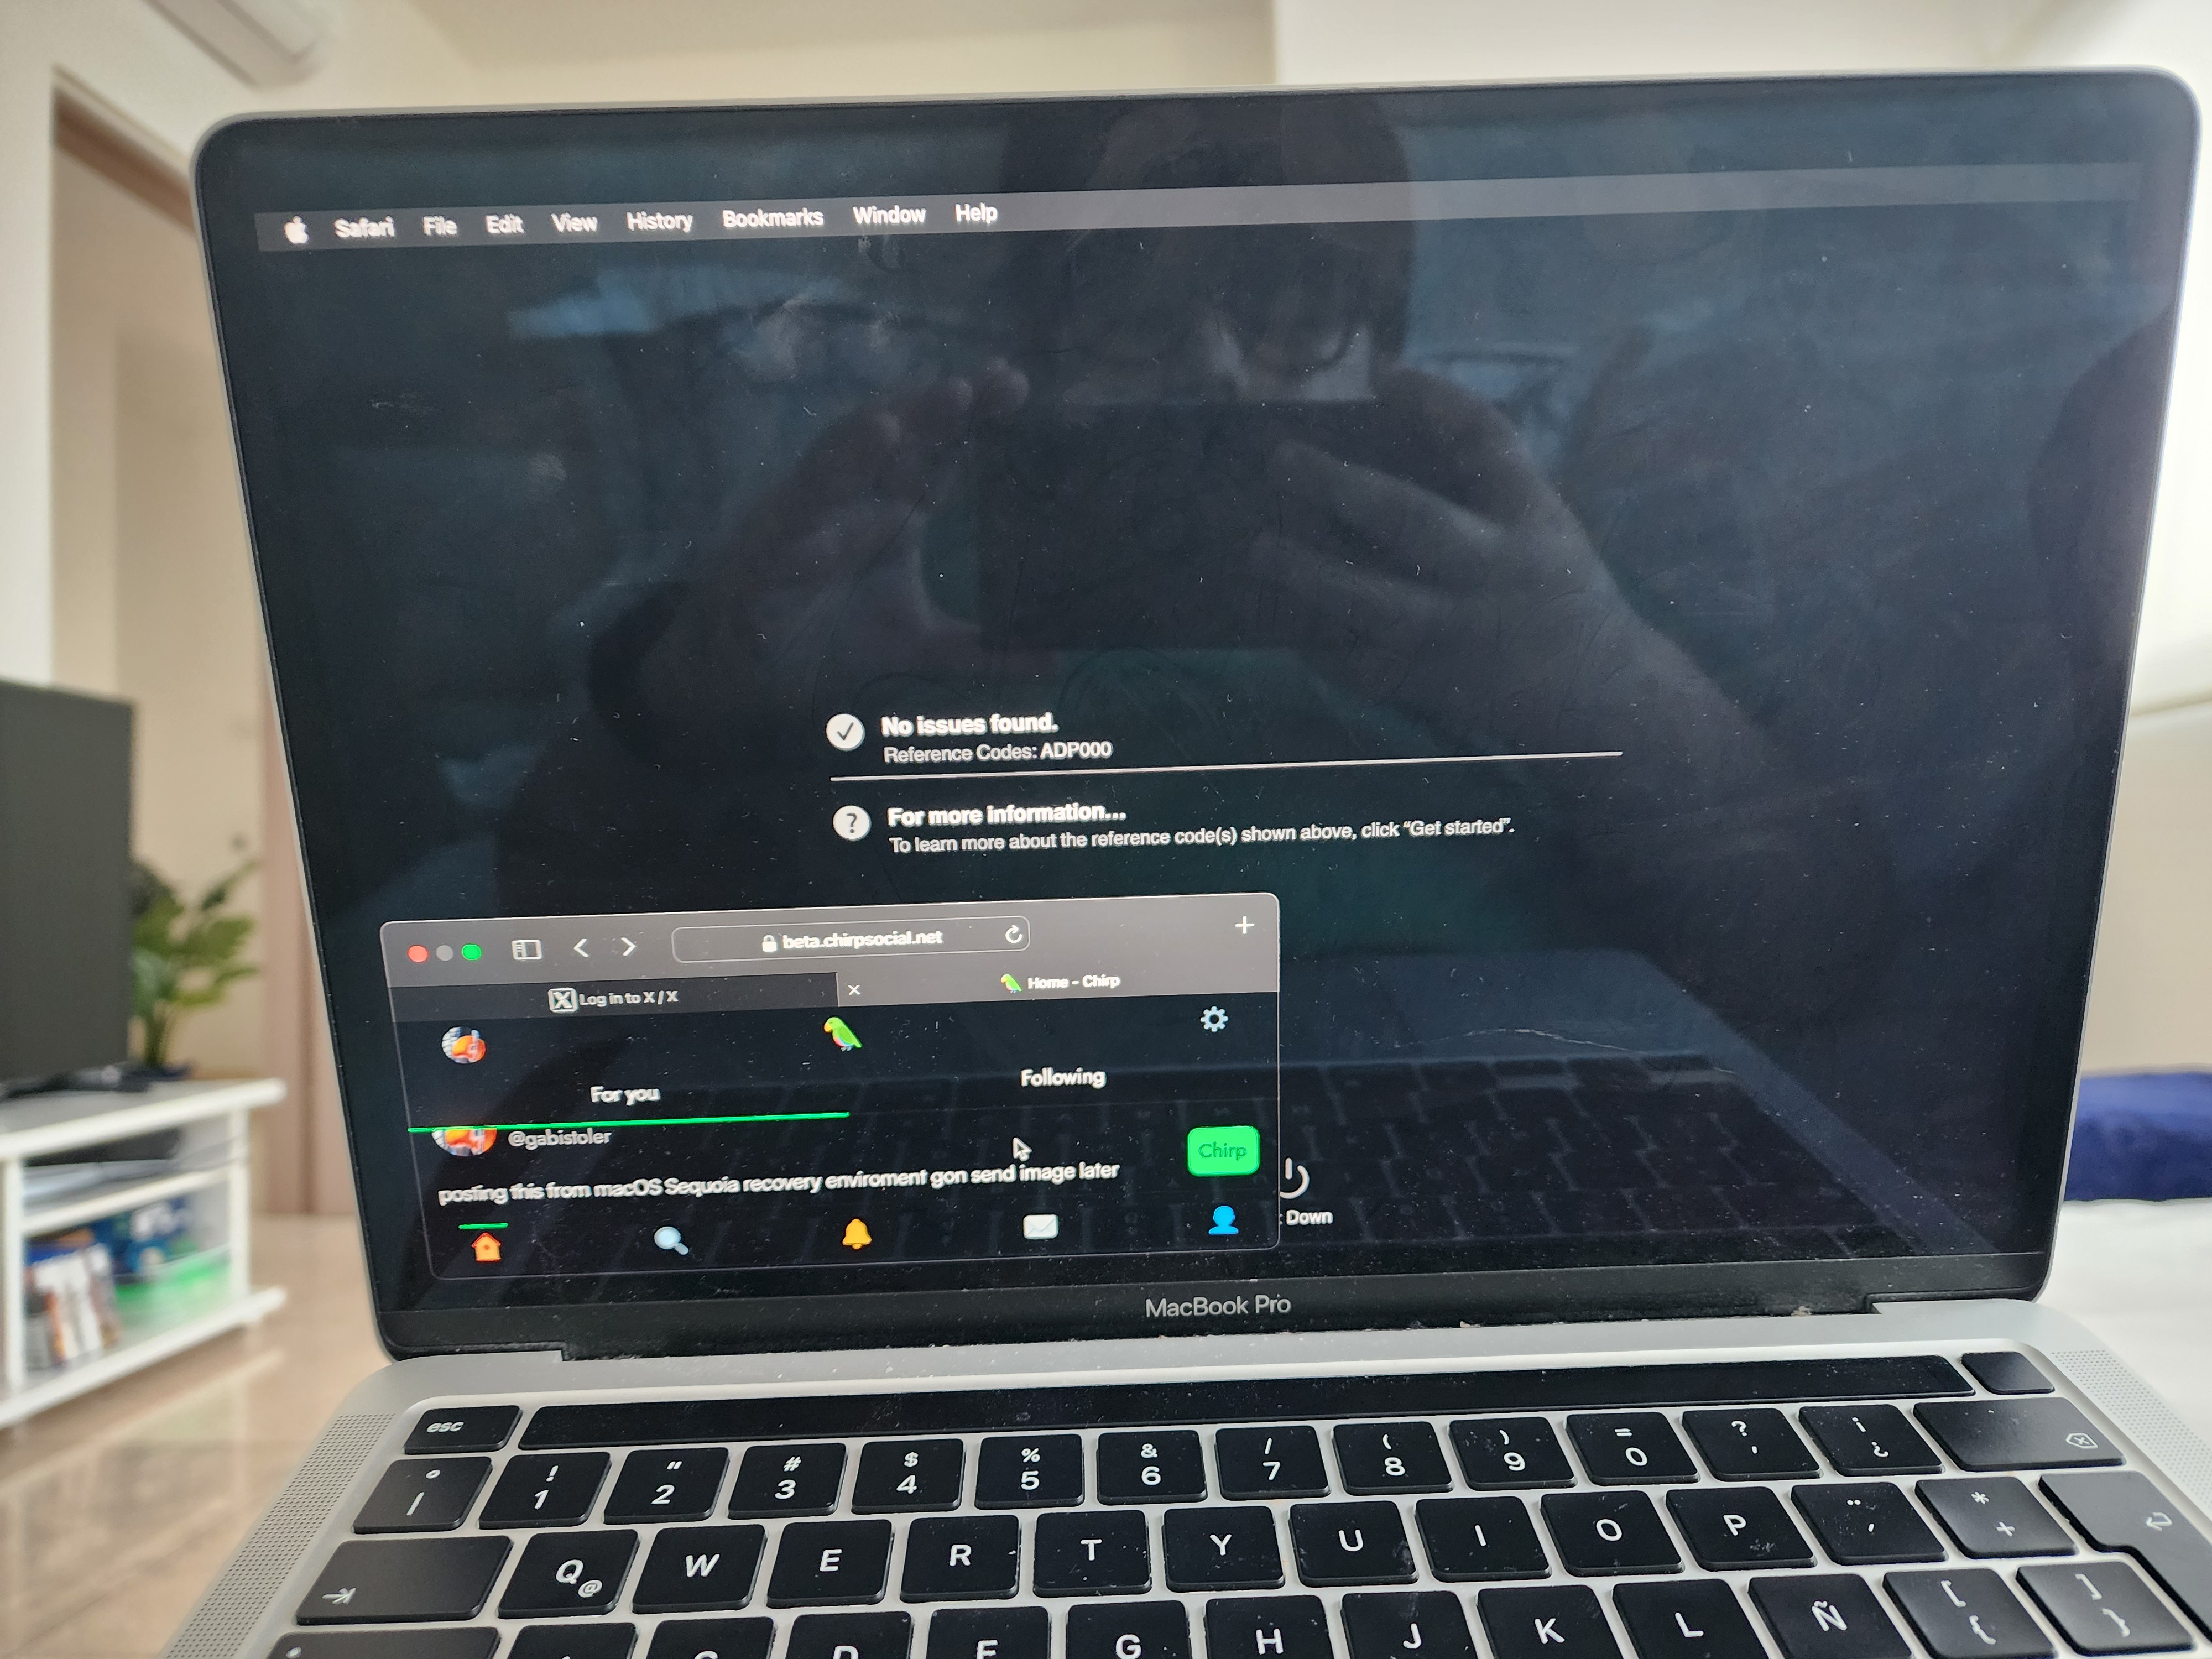 Safari File Edit View History Bookmarks Window Help
No issues found.
Reference Codes: ADP000
For more information...
To learn more about the reference code(s) shown above, click “Get started”.
beta.chirpsocial.net
Log in to X / X
Home - Chirp
For you
Following
@gabistoler
Chirp
posting this from macOS Sequoia recovery enviroment gon send image later
Down
MacBook Pro
esc
! " # $ % & / ( ) = ? ¿
1 2 3 4 5 6 7 8 9 0 ' ¡
Q @ W E R T Y U I O P * +
D F G H J K L Ñ [ { ] }